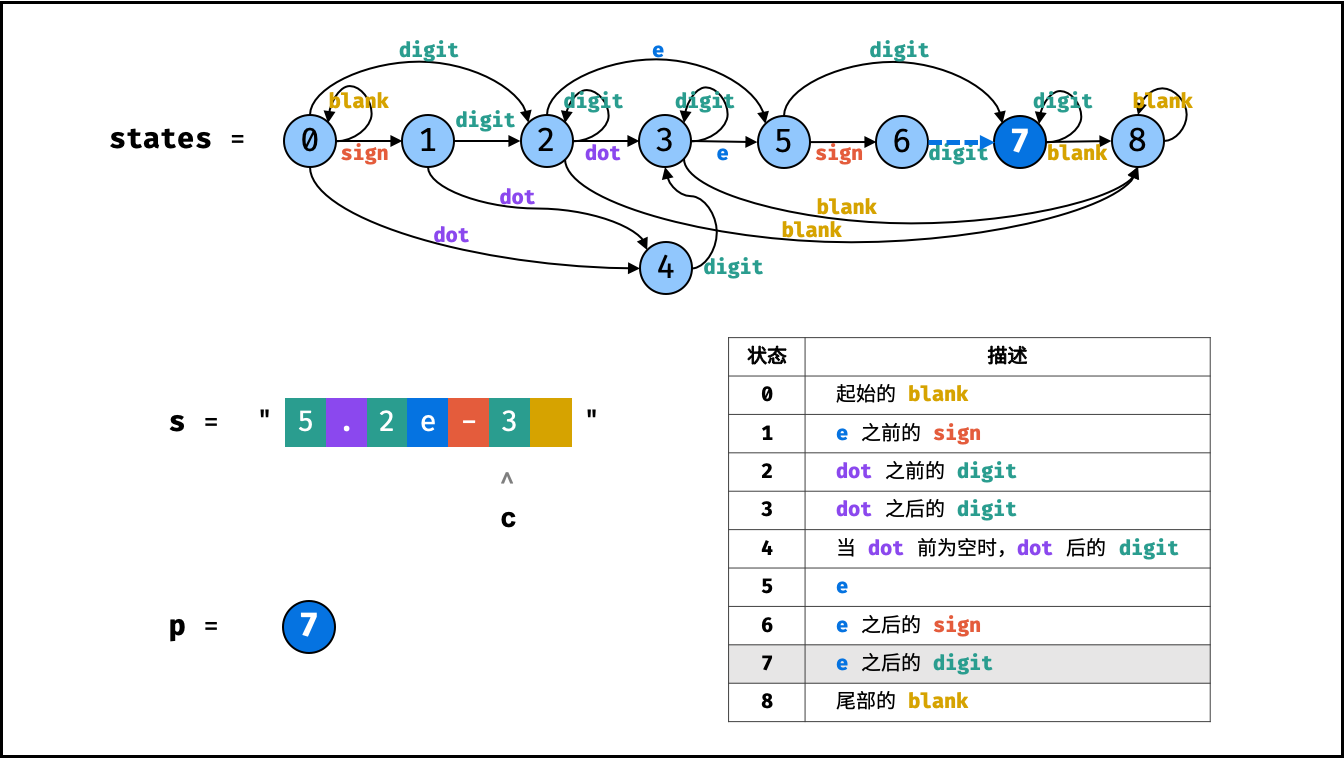 digit e digit
blank digit digit digit blank
digit
states = 0 1 2 3 5 6 7 8
sign dot e sign digit blank
dot blank
dot blank
4 digit
状态 描述
0 起始的 blank
1 e 之前的 sign
2 dot 之前的 digit
3 dot 之后的 digit
4 当 dot 前为空时，dot 后的 digit
5 e
6 e 之后的 sign
7 e 之后的 digit
8 尾部的 blank
s = " 5 . 2 e - 3 "
^
c
p = 7